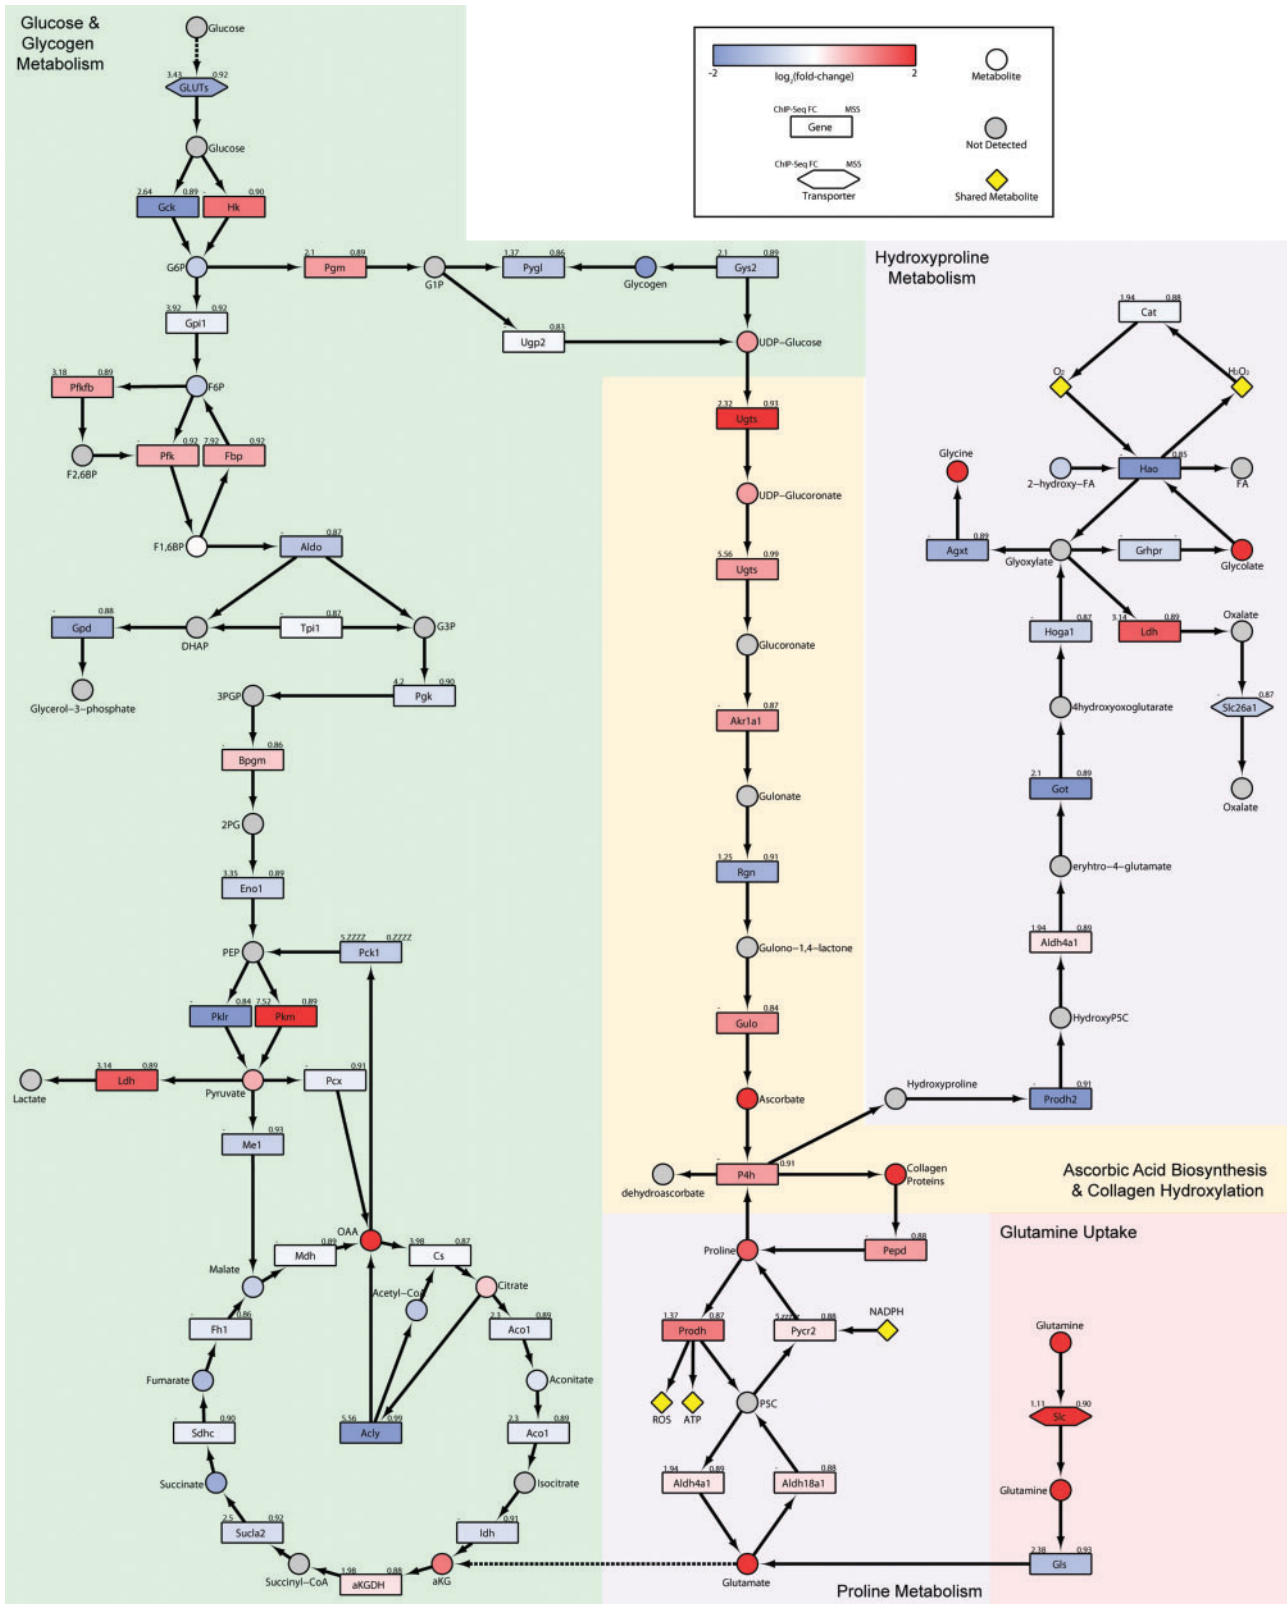 Glucose &
Glycogen
Metabolism
Glucose
3.43 0.92
GLUTs
Glucose
2.64 0.89
Gck
- 0.90
Hk
G6P
2.1 0.89
Pgm
G1P
1.37 0.86
Pygl
Glycogen
2.1 0.89
Gys2
3.92 0.92
Gpi1
- 0.83
Ugp2
UDP-Glucose
3.18 0.89
Pfkfb
F6P
F2,6BP
- 0.92
Pfk
7.92 0.92
Fbp
F1,6BP
- 0.87
Aldo
- 0.88
Gpd
DHAP
- 0.87
Tpi1
G3P
Glycerol-3-phosphate
3PGP
4.2 0.90
Pgk
- 0.86
Bpgm
2PG
3.35 0.89
Eno1
PEP
5.ZZZZ 0.ZZZZ
Pck1
- 0.84
Pklr
7.52 0.89
Pkm
Lactate
3.14 0.89
Ldh
Pyruvate
- 0.91
Pcx
- 0.93
Me1
OAA
- 0.89
Mdh
3.98 0.87
Cs
Malate
Acetyl-CoA
Citrate
- 0.86
Fh1
2.3 0.89
Aco1
Fumarate
Aconitate
- 0.90
Sdhc
5.56 0.99
Acly
2.3 0.89
Aco1
Succinate
Isocitrate
2.5 0.92
Sucla2
- 0.91
Idh
Succinyl-CoA
1.98 0.88
aKGDH
aKG
-2 2
log2(fold-change)
Metabolite
ChIP-Seq FC MSS
Gene
Not Detected
ChIP-Seq FC MSS
Transporter
Shared Metabolite
2.32 0.93
Ugts
UDP-Glucoronate
5.56 0.99
Ugts
Glucoronate
- 0.87
Akr1a1
Gulonate
1.25 0.91
Rgn
Gulono-1,4-lactone
- 0.84
Gulo
Ascorbate
- 0.91
P4h
dehydroascorbate
Collagen
Proteins
Ascorbic Acid Biosynthesis
& Collagen Hydroxylation
Hydroxyproline
Metabolism
1.94 0.88
Cat
O2
H2O2
Glycine
2-hydroxy-FA
- 0.85
Hao
FA
- 0.89
Agxt
Glyoxylate
- -
Grhpr
Glycolate
- 0.87
Hoga1
3.14 0.89
Ldh
Oxalate
4hydroxyoxoglutarate
- 0.87
Slc26a1
2.1 0.89
Got
Oxalate
eryhtro-4-glutamate
1.94 0.89
Aldh4a1
HydroxyP5C
Hydroxyproline
- 0.91
Prodh2
Proline
- 0.88
Pepd
1.37 0.87
Prodh
0.88
Pycr2
NADPH
ROS
ATP
P5C
1.94 0.89
Aldh4a1
- 0.88
Aldh18a1
Glutamate
Proline Metabolism
Glutamine Uptake
Glutamine
1.11 0.90
Slc
Glutamine
2.38 0.93
Gls